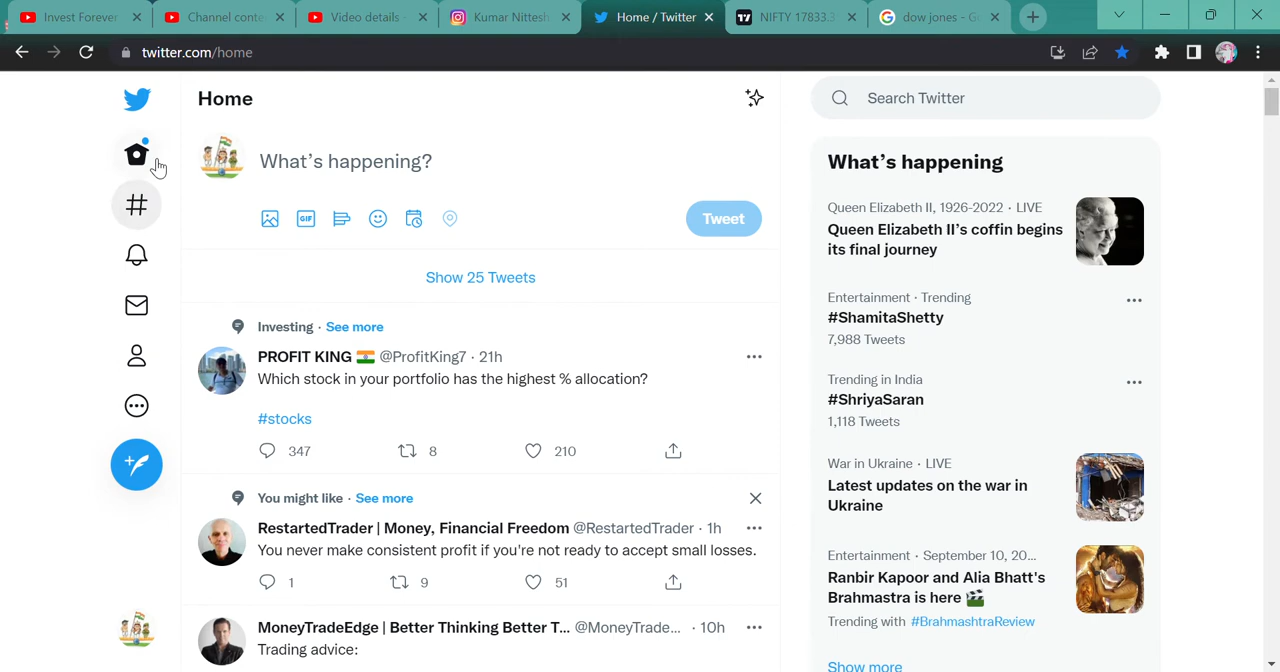 Invest Forever
Channel conte
Video details -
Kumar Nittesh
Home / Twitter
NIFTY 17833.3
dow jones - G
twitter.com/home
Home
What's happening?
GIF
Tweet
Show 25 Tweets
Investing · See more
PROFIT KING 🇮🇳 @ProfitKing7 · 21h
Which stock in your portfolio has the highest % allocation?
#stocks
347
8
210
You might like · See more
RestartedTrader | Money, Financial Freedom @RestartedTrader · 1h
You never make consistent profit if you're not ready to accept small losses.
1
9
51
MoneyTradeEdge | Better Thinking Better T... @MoneyTrade... · 10h
Trading advice:
Search Twitter
What's happening
Queen Elizabeth II, 1926-2022 · LIVE
Queen Elizabeth II's coffin begins
its final journey
Entertainment · Trending
#ShamitaShetty
7,988 Tweets
Trending in India
#ShriyaSaran
1,118 Tweets
War in Ukraine · LIVE
Latest updates on the war in
Ukraine
Entertainment · September 10, 20...
Ranbir Kapoor and Alia Bhatt's
Brahmastra is here 🎬
Trending with #BrahmashtraReview
Show more